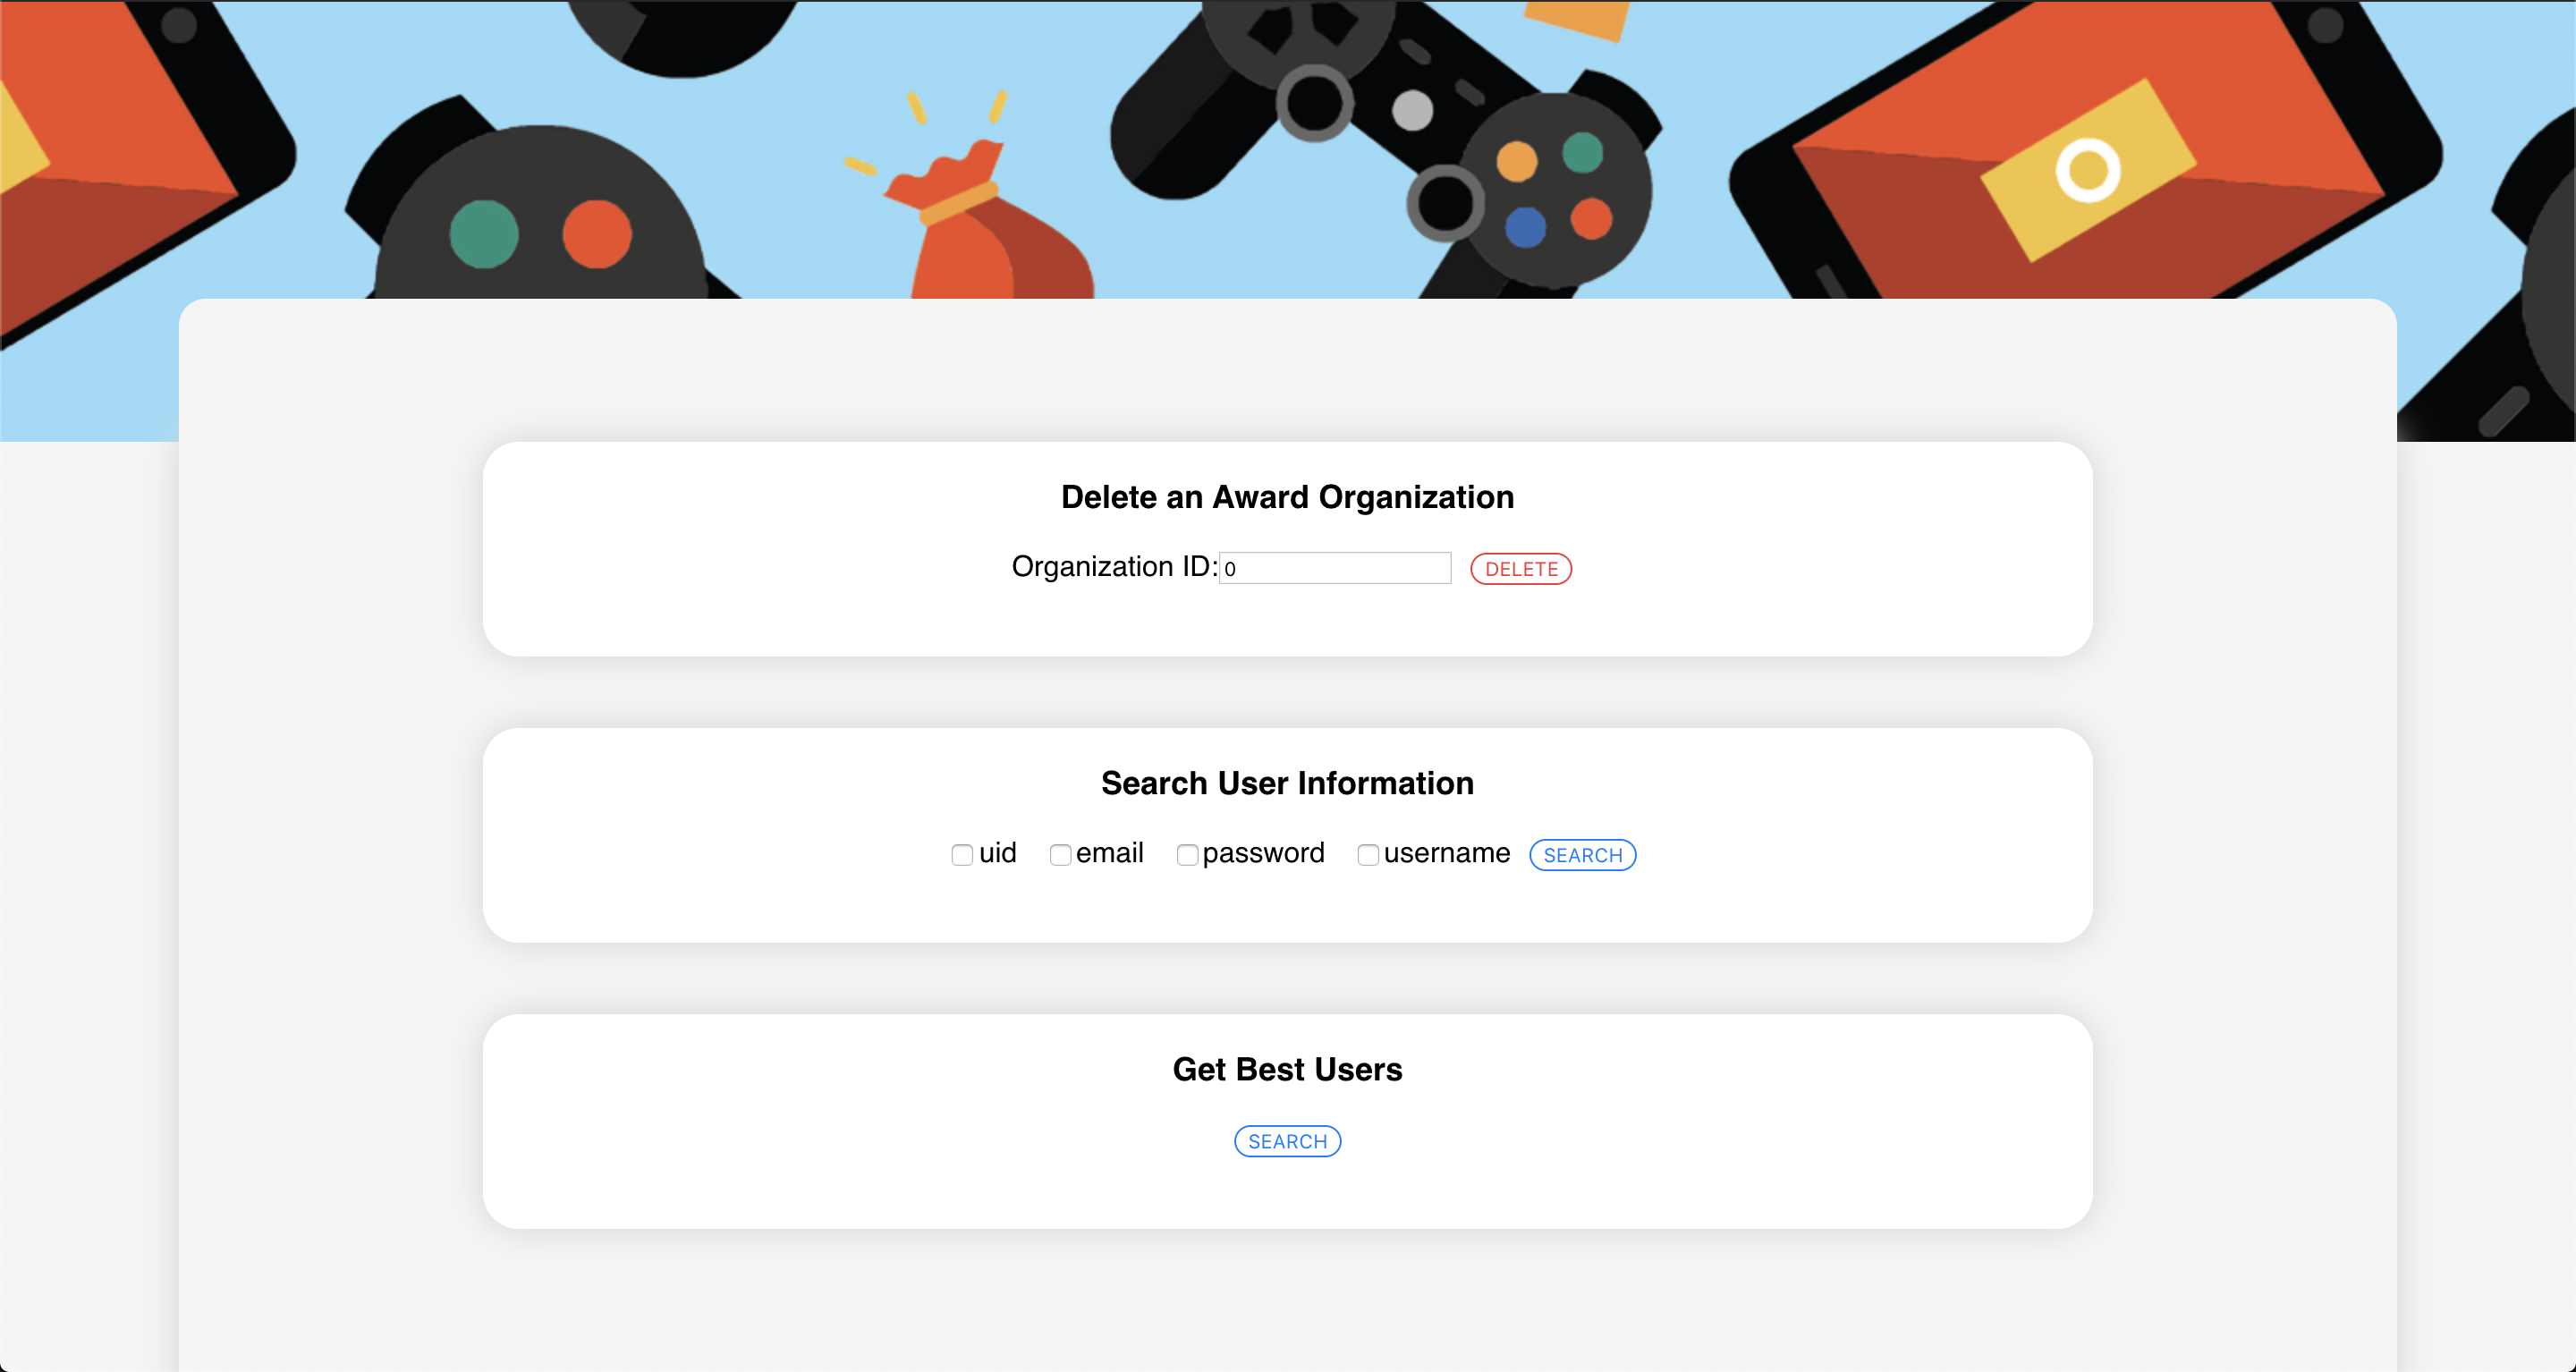 Delete an Award Organization
Organization ID: 0 DELETE
Search User Information
uid email password username SEARCH
Get Best Users
SEARCH